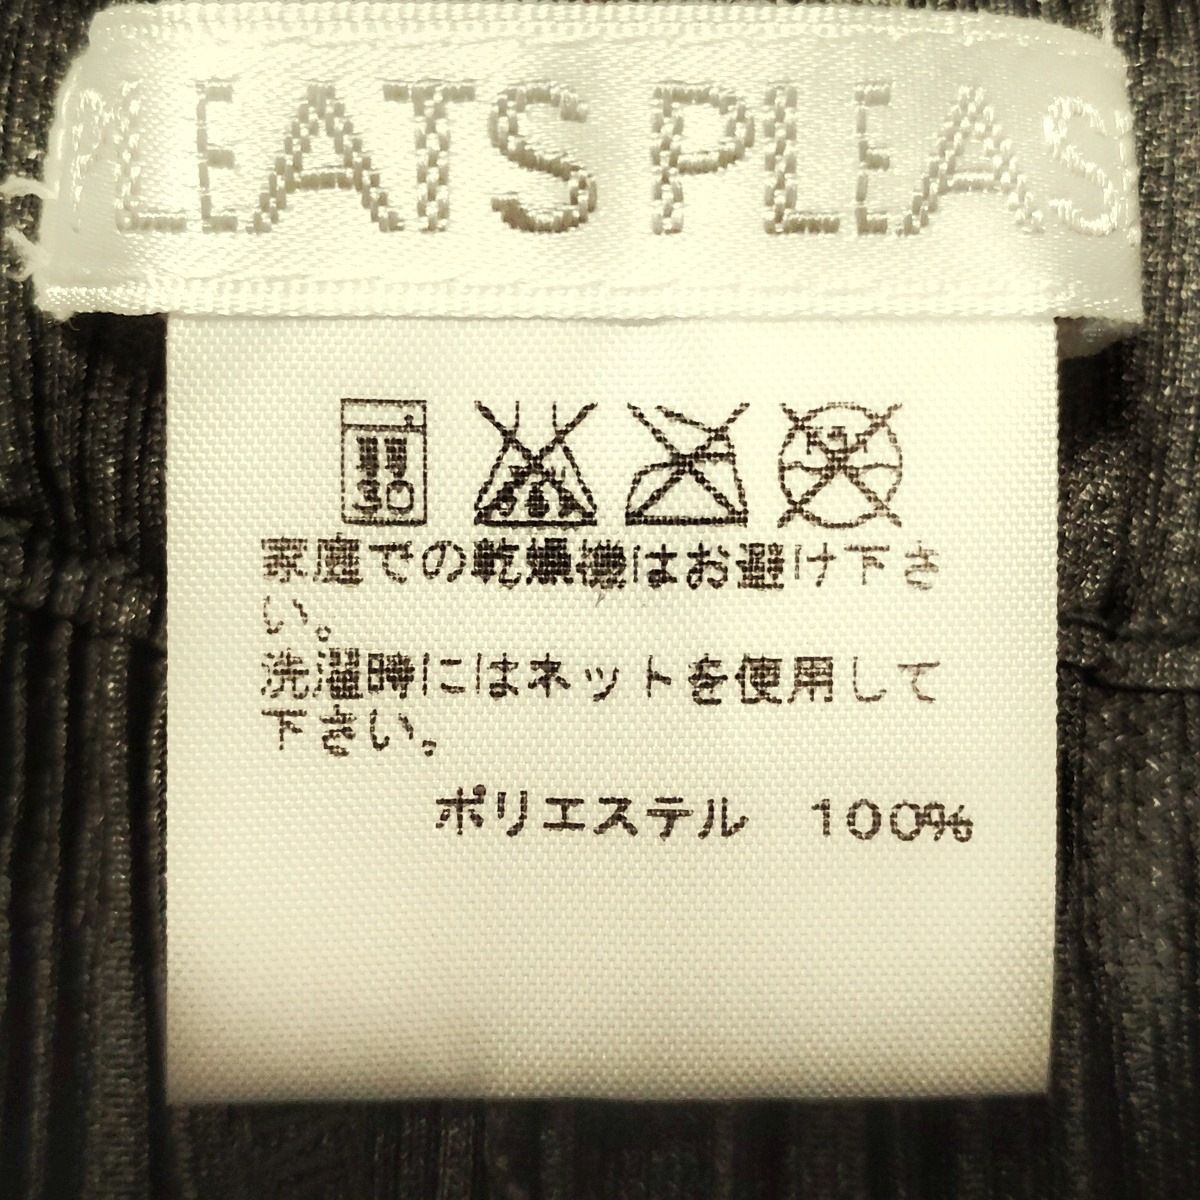 PLEATS PLEAS
30
家庭での乾燥機はお避け下さ
い。
洗濯時にはネットを使用して
下さい。
ポリエステル 100%